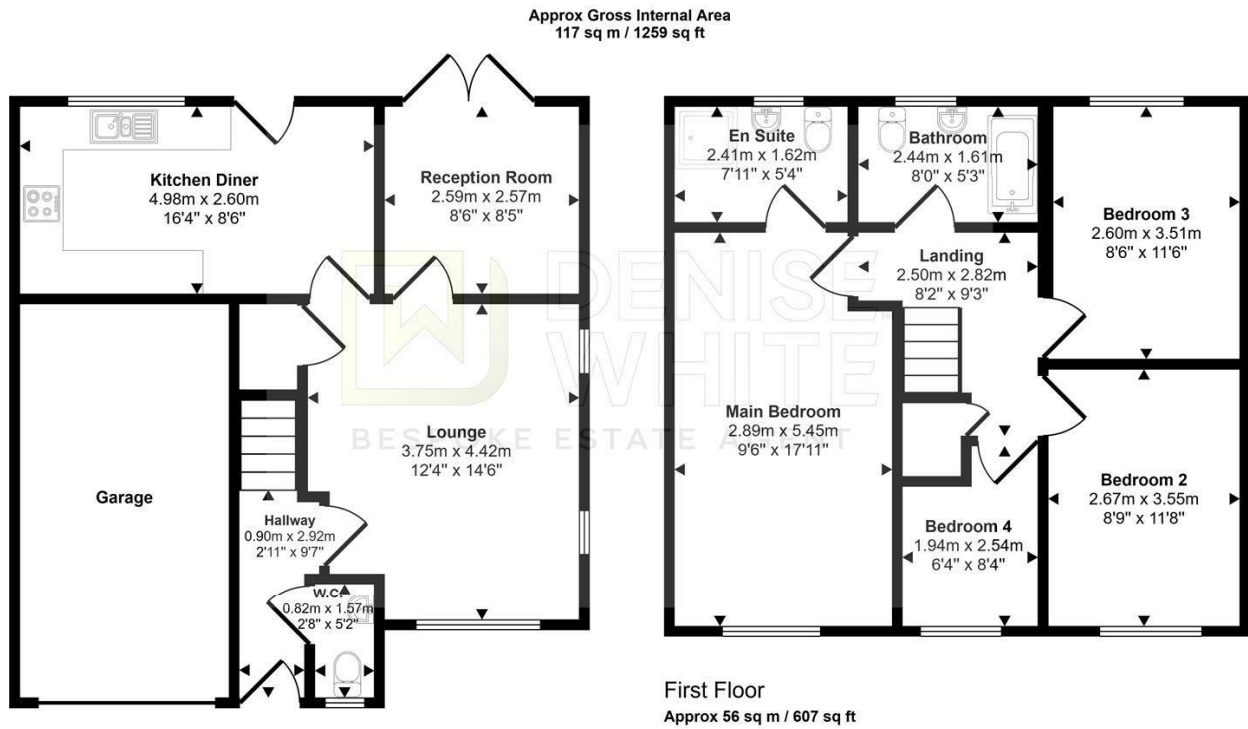 Approx Gross Internal Area
117 sq m / 1259 sq ft
Kitchen Diner
4.98m x 2.60m
16'4" x 8'6"
Reception Room
2.59m x 2.57m
8'6" x 8'5"
Lounge
3.75m x 4.42m
12'4" x 14'6"
Garage
Hallway
0.90m x 2.92m
2'11" x 9'7"
W.C.
0.82m x 1.57m
2'8" x 5'2"
En Suite
2.41m x 1.62m
7'11" x 5'4"
Bathroom
2.44m x 1.61m
8'0" x 5'3"
Bedroom 3
2.60m x 3.51m
8'6" x 11'6"
Landing
2.50m x 2.82m
8'2" x 9'3"
Main Bedroom
2.89m x 5.45m
9'6" x 17'11"
Bedroom 2
2.67m x 3.55m
8'9" x 11'8"
Bedroom 4
1.94m x 2.54m
6'4" x 8'4"
DENISE
WHITE
BESPOKE ESTATE AGENT
First Floor
Approx 56 sq m / 607 sq ft